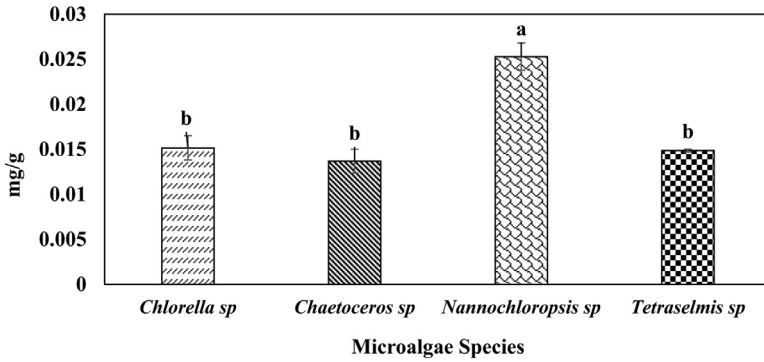 0.03
0.025
0.02
0.015
0.01
0.005
0
mg/g
b
b
a
b
Chlorella sp
Chaetoceros sp
Nannochloropsis sp
Tetraselmis sp
Microalgae Species